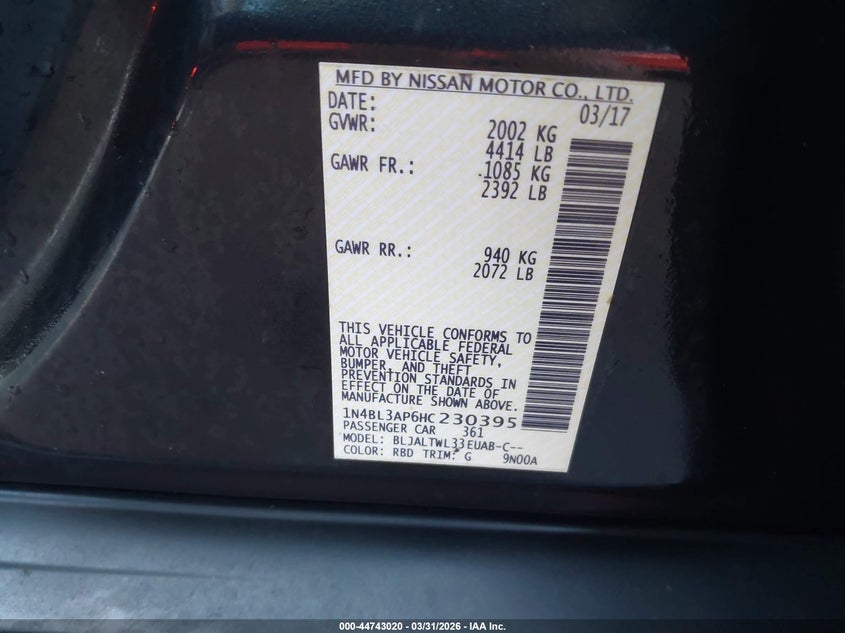 MFD BY NISSAN MOTOR CO., LTD.
DATE: 03/17
GVWR: 2002 KG
4414 LB
GAWR FR.: 1085 KG
2392 LB
GAWR RR.: 940 KG
2072 LB
THIS VEHICLE CONFORMS TO
ALL APPLICABLE FEDERAL
MOTOR VEHICLE SAFETY,
BUMPER, AND THEFT
PREVENTION STANDARDS IN
EFFECT ON THE DATE OF
MANUFACTURE SHOWN ABOVE.
1N4BL3AP6HC230395
PASSENGER CAR 361
MODEL: BLJALTWL33EUAB-C--
COLOR: RBD TRIM: G 9N00A
000-44743020 - 03/31/2026 - IAA Inc.